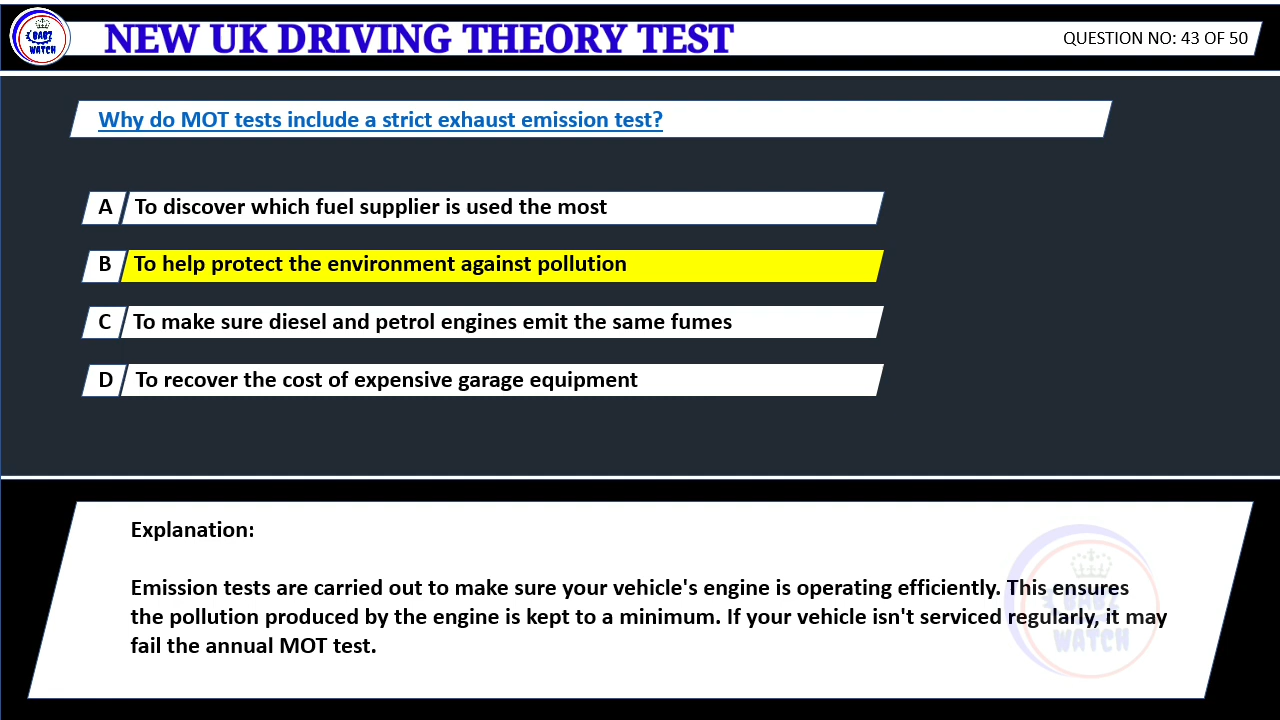 BABZ
WATCH
NEW UK DRIVING THEORY TEST
QUESTION NO: 43 OF 50
Why do MOT tests include a strict exhaust emission test?
A To discover which fuel supplier is used the most
B To help protect the environment against pollution
C To make sure diesel and petrol engines emit the same fumes
D To recover the cost of expensive garage equipment
Explanation:
Emission tests are carried out to make sure your vehicle's engine is operating efficiently. This ensures
the pollution produced by the engine is kept to a minimum. If your vehicle isn't serviced regularly, it may
fail the annual MOT test.
BABZ
WATCH